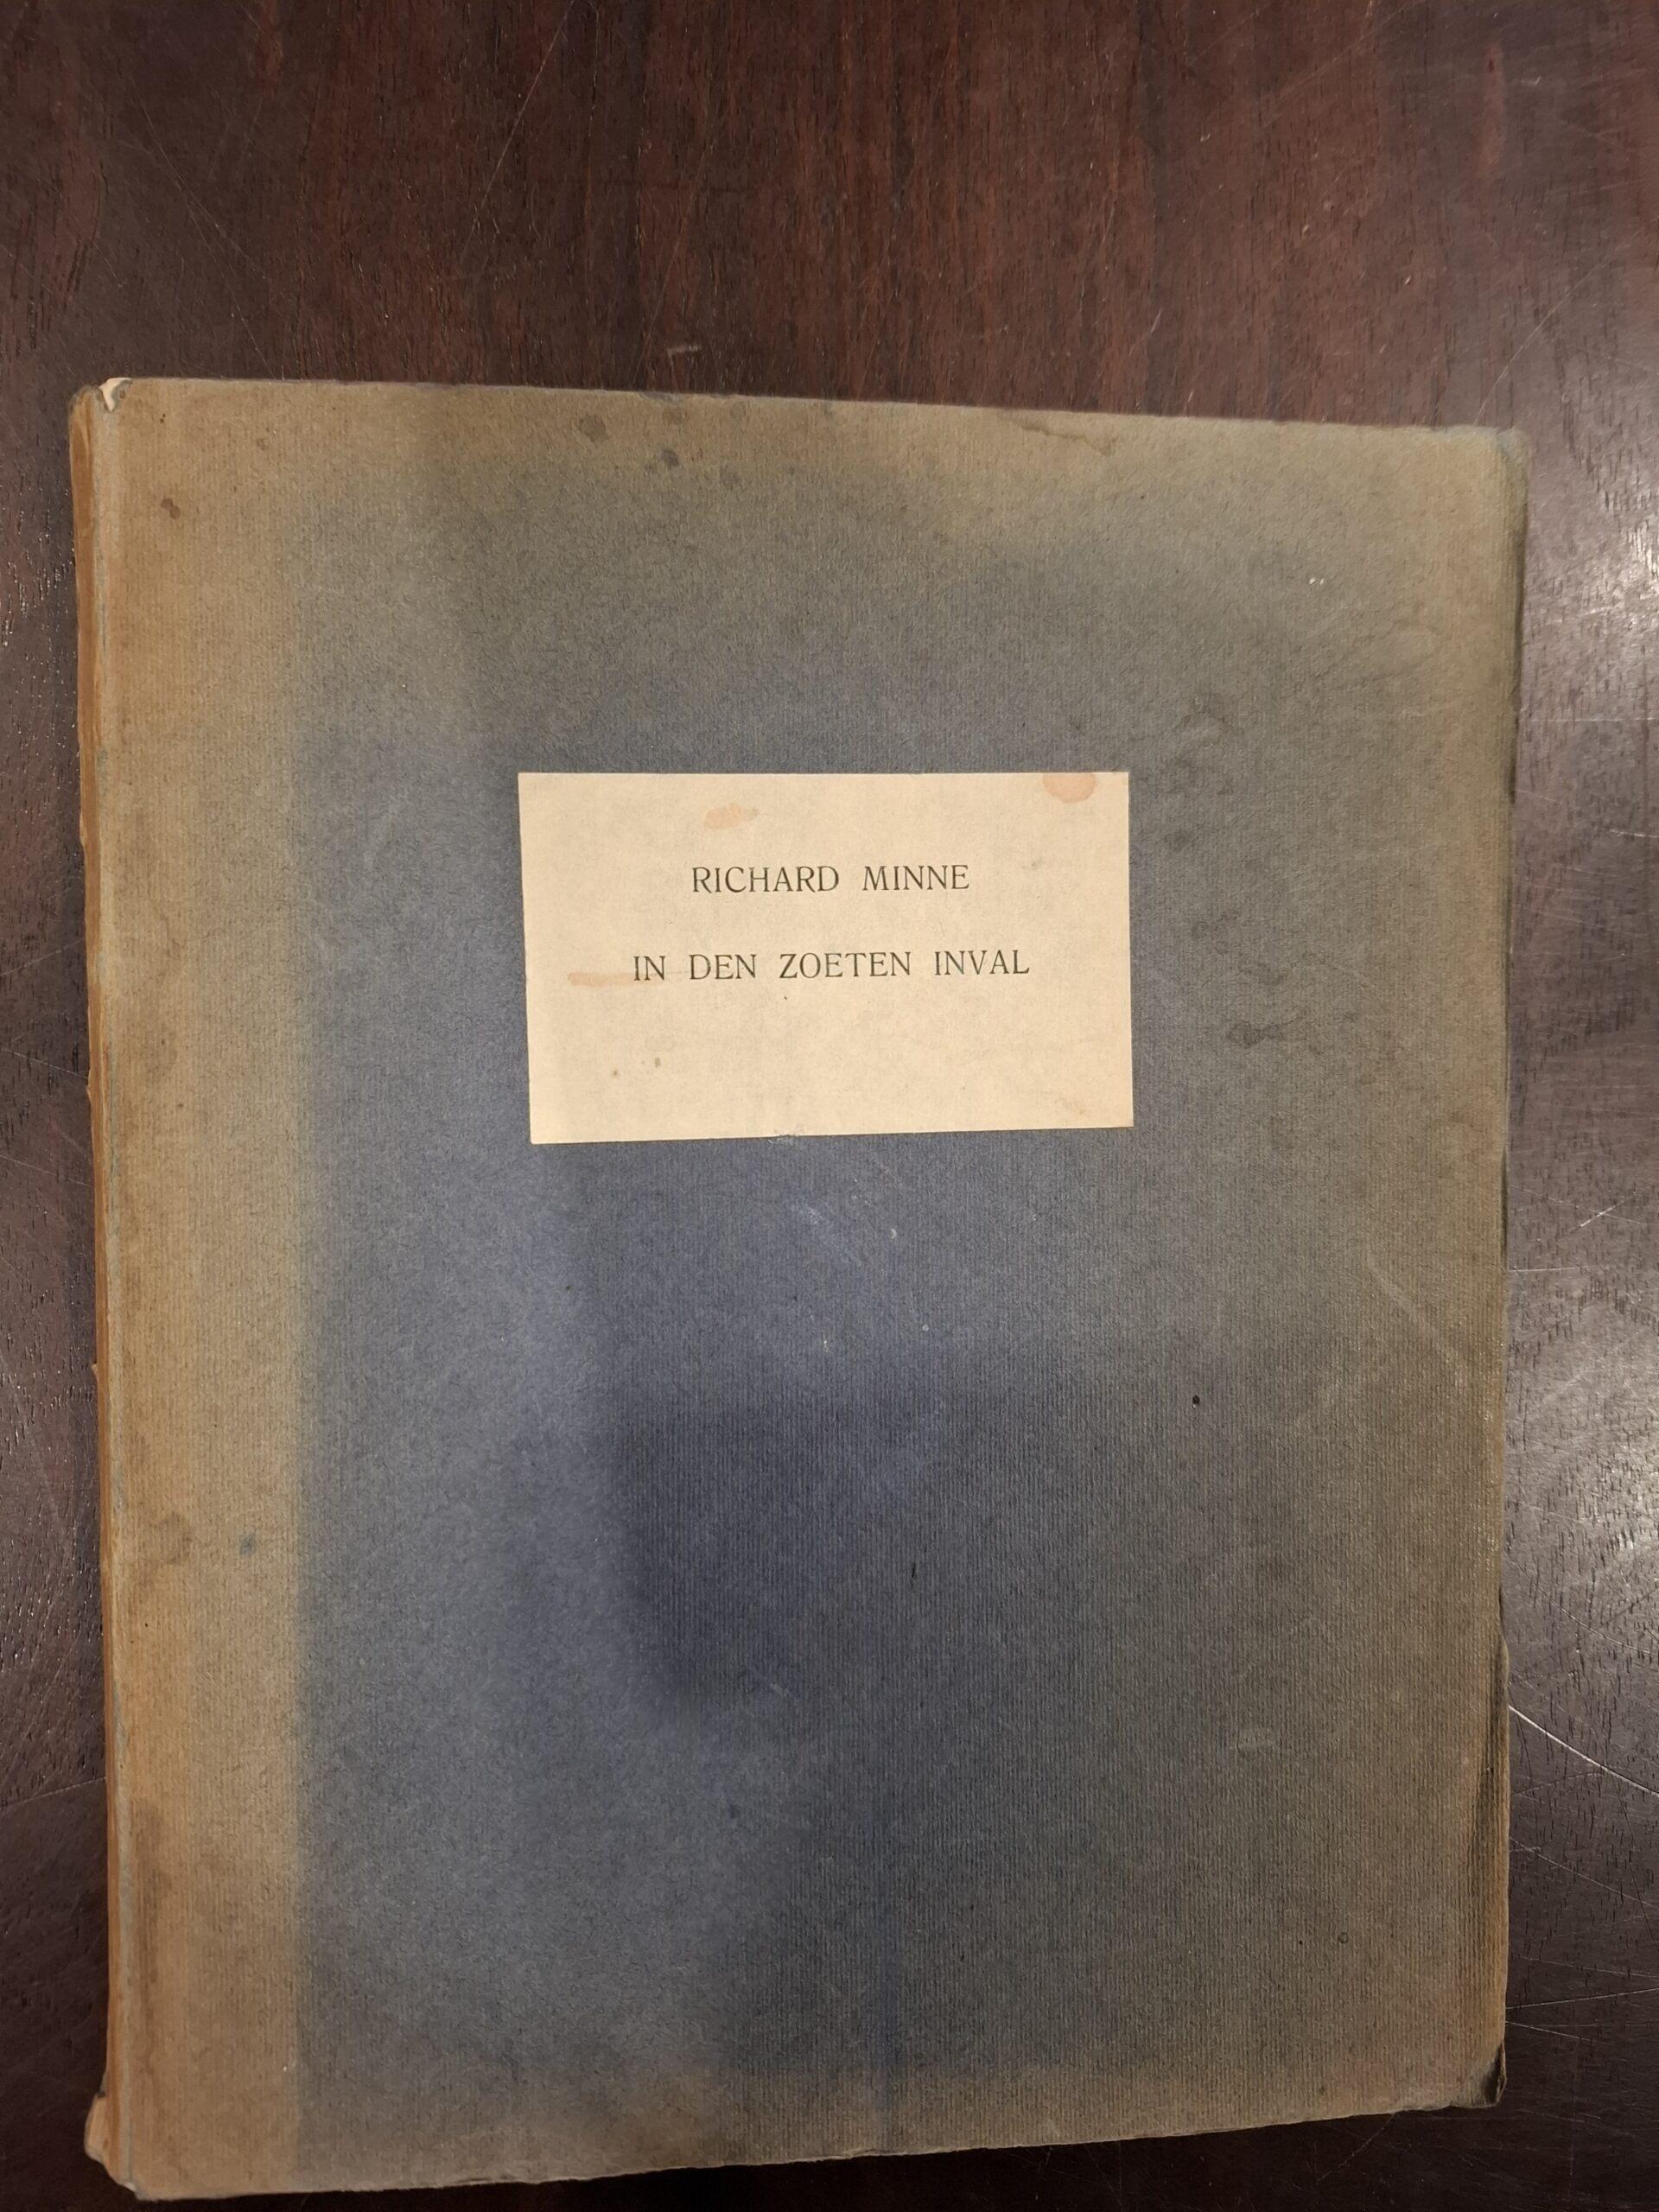 RICHARD MINNE
IN DEN ZOETEN INVAL